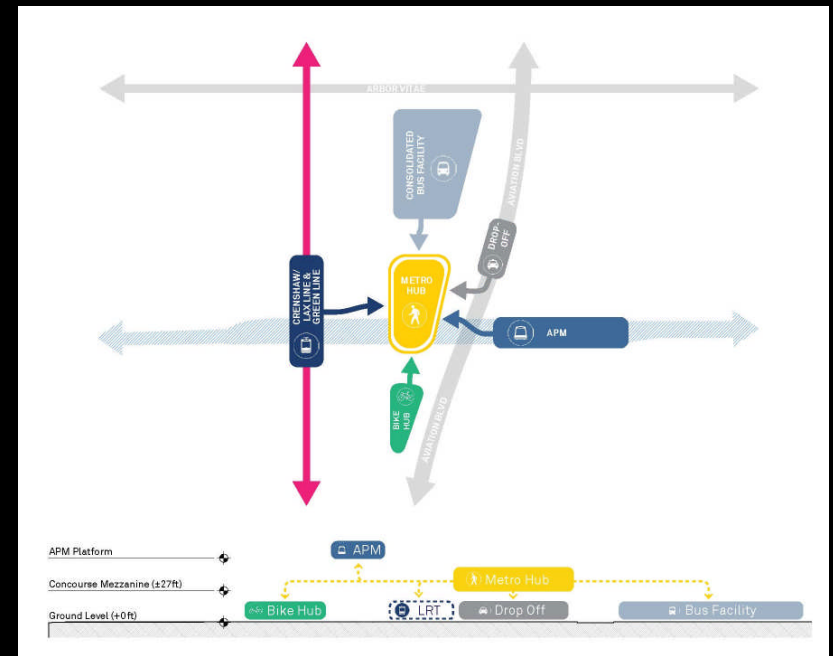 ARBOR VITAE
CONSOLIDATED
BUS FACILITY
AVIATION BLVD
DROP-
OFF
CRENSHAW/
LAX LINE &
GREEN LINE
METRO
HUB
APM
BIKE
HUB
AVIATION BLVD
APM Platform
APM
Concourse Mezzanine (±27ft)
Metro Hub
Ground Level (+0ft)
Bike Hub
LRT
Drop Off
Bus Facility